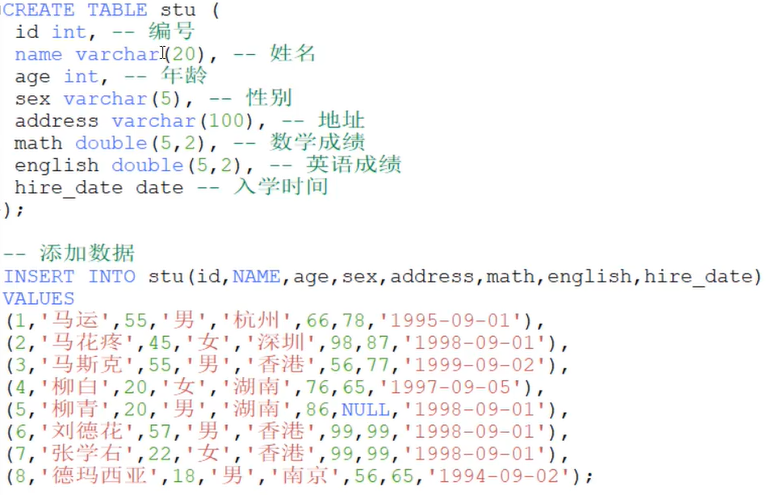 CREATE TABLE stu (
id int, -- 编号
name varchar(20), -- 姓名
age int, -- 年龄
sex varchar(5), -- 性别
address varchar(100), -- 地址
math double(5,2), -- 数学成绩
english double(5,2), -- 英语成绩
hire_date date -- 入学时间
);
-- 添加数据
INSERT INTO stu(id,NAME,age,sex,address,math,english,hire_date)
VALUES
(1,'马运',55,'男','杭州',66,78,'1995-09-01'),
(2,'马花疼',45,'女','深圳',98,87,'1998-09-01'),
(3,'马斯克',55,'男','香港',56,77,'1999-09-02'),
(4,'柳白',20,'女','湖南',76,65,'1997-09-05'),
(5,'柳青',20,'男','湖南',86,NULL,'1998-09-01'),
(6,'刘德花',57,'男','香港',99,99,'1998-09-01'),
(7,'张学右',22,'女','香港',99,99,'1998-09-01'),
(8,'德玛西亚',18,'男','南京',56,65,'1994-09-02');